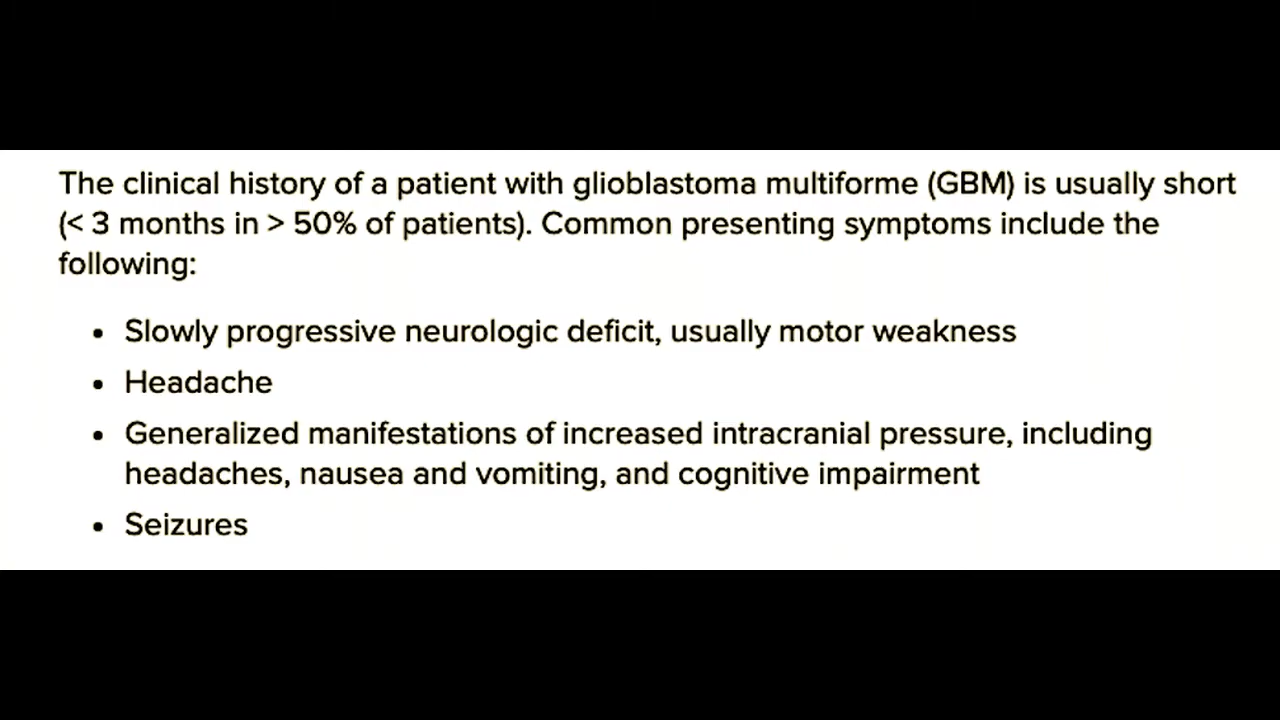 The clinical history of a patient with glioblastoma multiforme (GBM) is usually short
(< 3 months in > 50% of patients). Common presenting symptoms include the
following:
• Slowly progressive neurologic deficit, usually motor weakness
• Headache
• Generalized manifestations of increased intracranial pressure, including
headaches, nausea and vomiting, and cognitive impairment
• Seizures